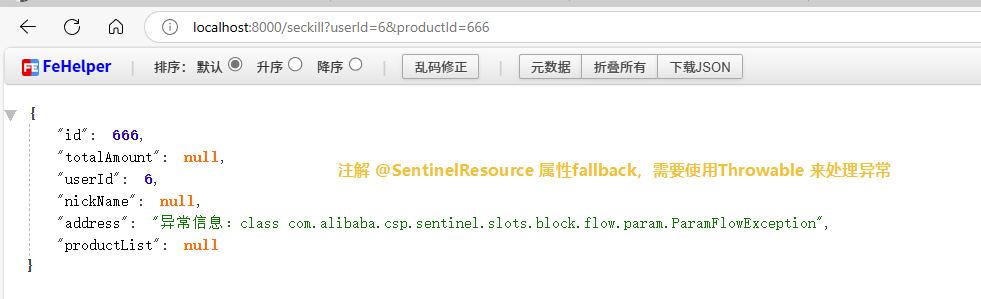 localhost:8000/seckill?userId=6&productId=666
FE FeHelper 排序: 默认 升序 降序 乱码修正 元数据 折叠所有 下载JSON
{
"id": 666,
"totalAmount": null,
"userId": 6,
"nickName": null,
"address": "异常信息：class com.alibaba.csp.sentinel.slots.block.flow.param.ParamFlowException",
"productList": null
}
注解 @SentinelResource 属性fallback，需要使用Throwable 来处理异常